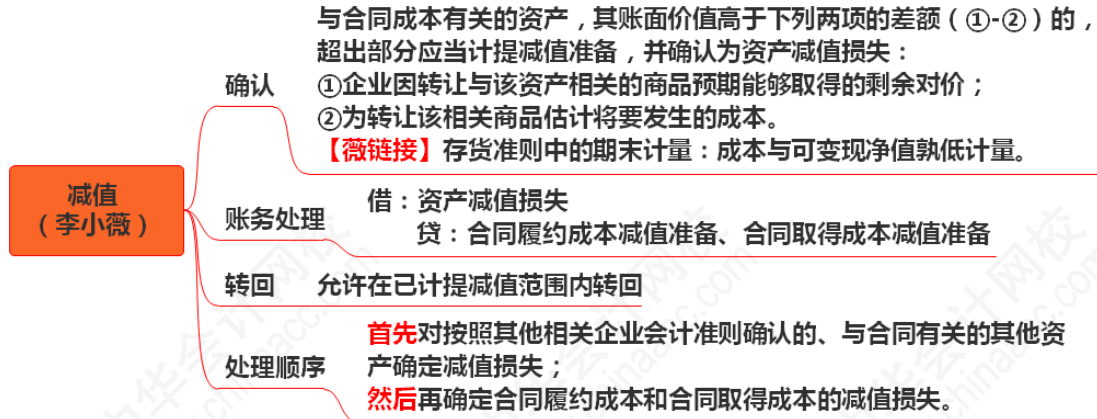 与合同成本有关的资产，其账面价值高于下列两项的差额（①-②）的，
超出部分应当计提减值准备，并确认为资产减值损失：
确认
①企业因转让与该资产相关的商品预期能够取得的剩余对价；
②为转让该相关商品估计将要发生的成本。
【薇链接】存货准则中的期末计量：成本与可变现净值孰低计量。
减值
（李小薇）
账务处理
借：资产减值损失
贷：合同履约成本减值准备、合同取得成本减值准备
转回
允许在已计提减值范围内转回
处理顺序
首先对按照其他相关企业会计准则确认的、与合同有关的其他资
产确定减值损失；
然后再确定合同履约成本和合同取得成本的减值损失。
中华会计网校
chinaacc.com